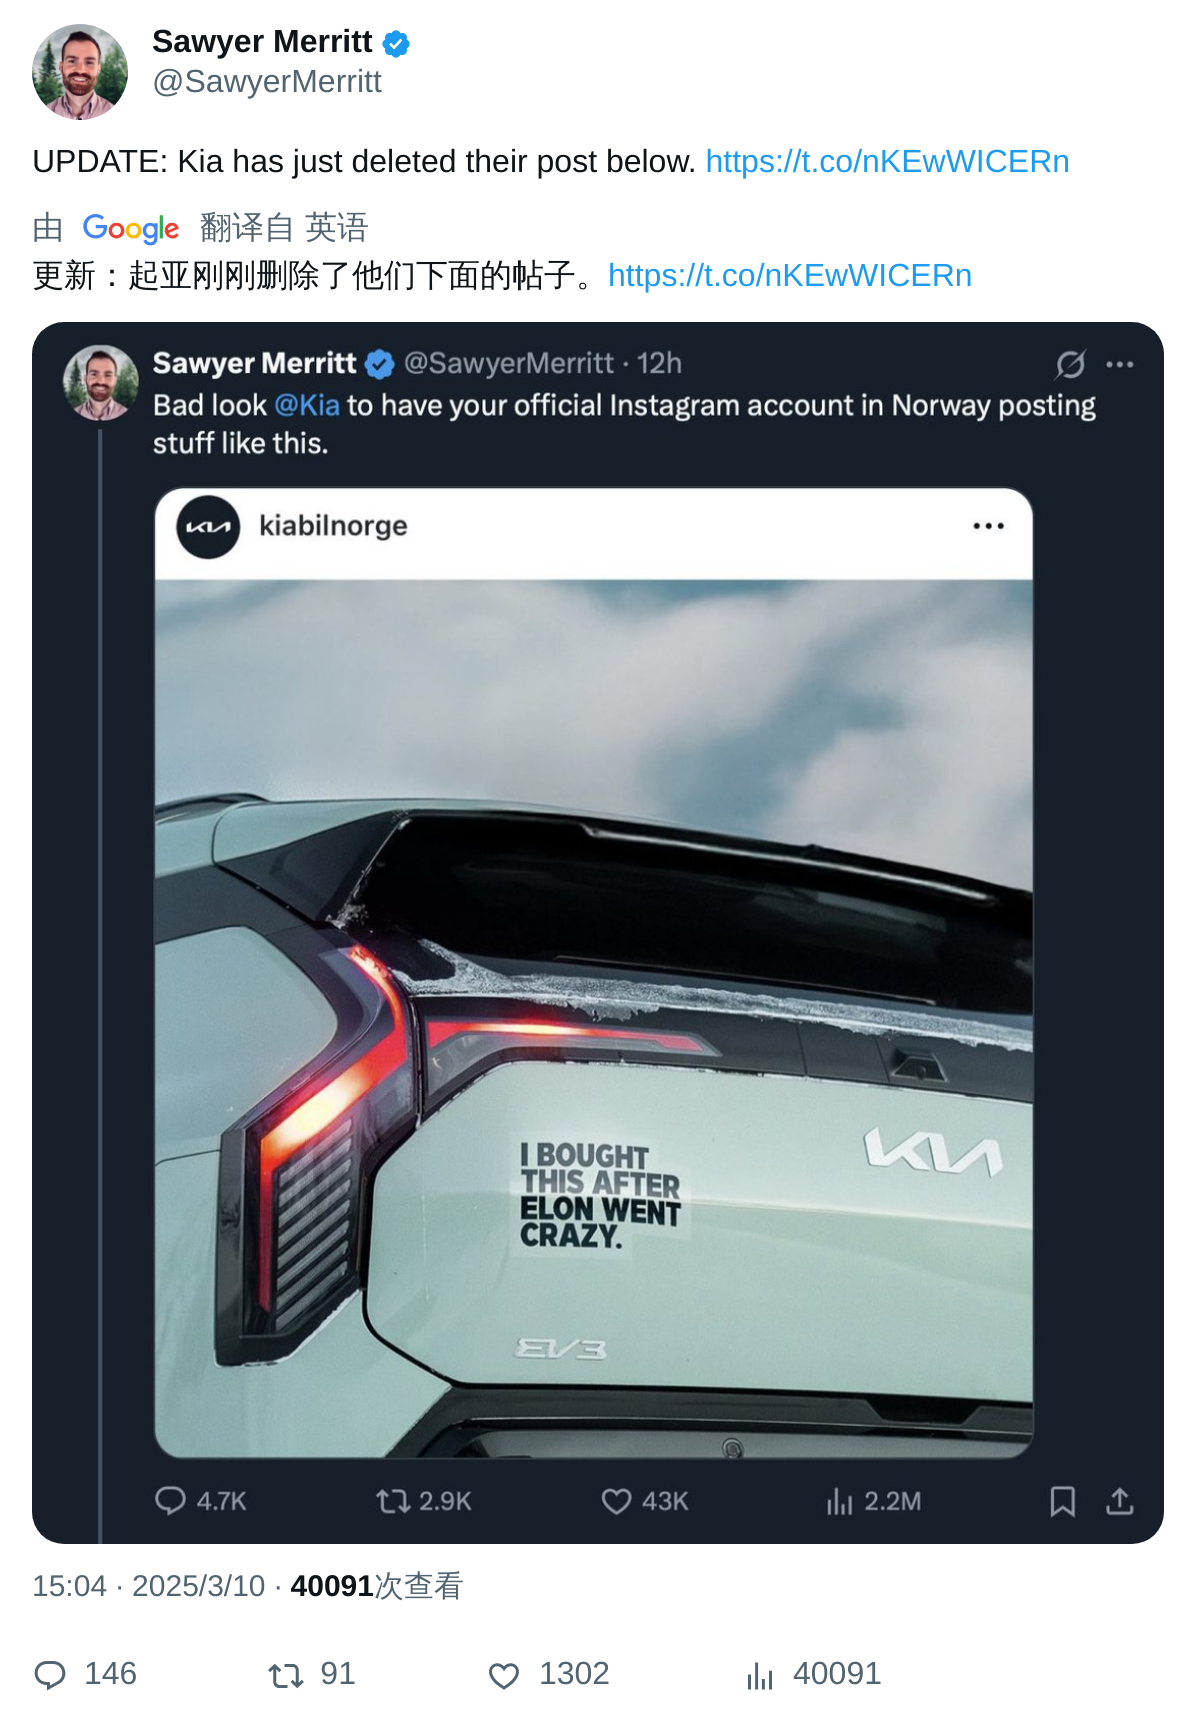 Sawyer Merritt
@SawyerMerritt
UPDATE: Kia has just deleted their post below. https://t.co/nKEwWICERn
由 Google 翻译自 英语
更新：起亚刚刚删除了他们下面的帖子。https://t.co/nKEwWICERn
Sawyer Merritt @SawyerMerritt · 12h
Bad look @Kia to have your official Instagram account in Norway posting
stuff like this.
KIA kiabilnorge
I BOUGHT
THIS AFTER
ELON WENT
CRAZY.
KIA
EV3
4.7K 2.9K 43K 2.2M
15:04 · 2025/3/10 · 40091次查看
146 91 1302 40091